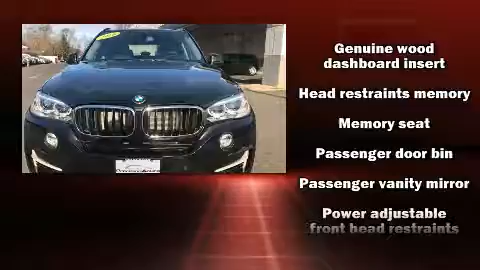 Genuine wood
dashboard insert
Head restraints memory
Memory seat
Passenger door bin
Passenger vanity mirror
Power adjustable
front head restraints